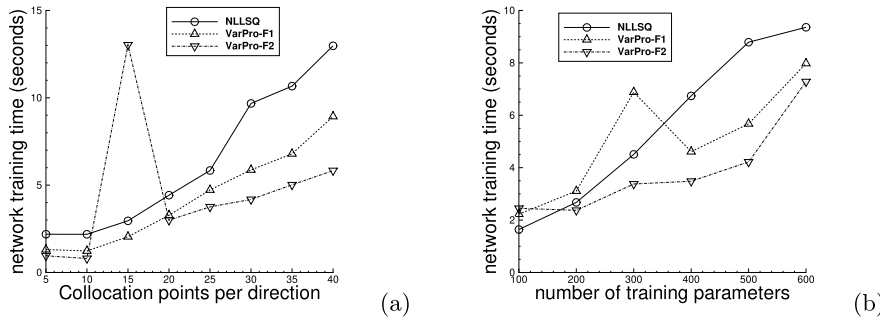 15
10
5
0
network training time (seconds)
NLLSQ
VarPro-F1
VarPro-F2
5 10 15 20 25 30 35 40
Collocation points per direction
(a)
10
8
6
4
2
0
network training time (seconds)
NLLSQ
VarPro-F1
VarPro-F2
100 200 300 400 500 600
number of training parameters
(b)